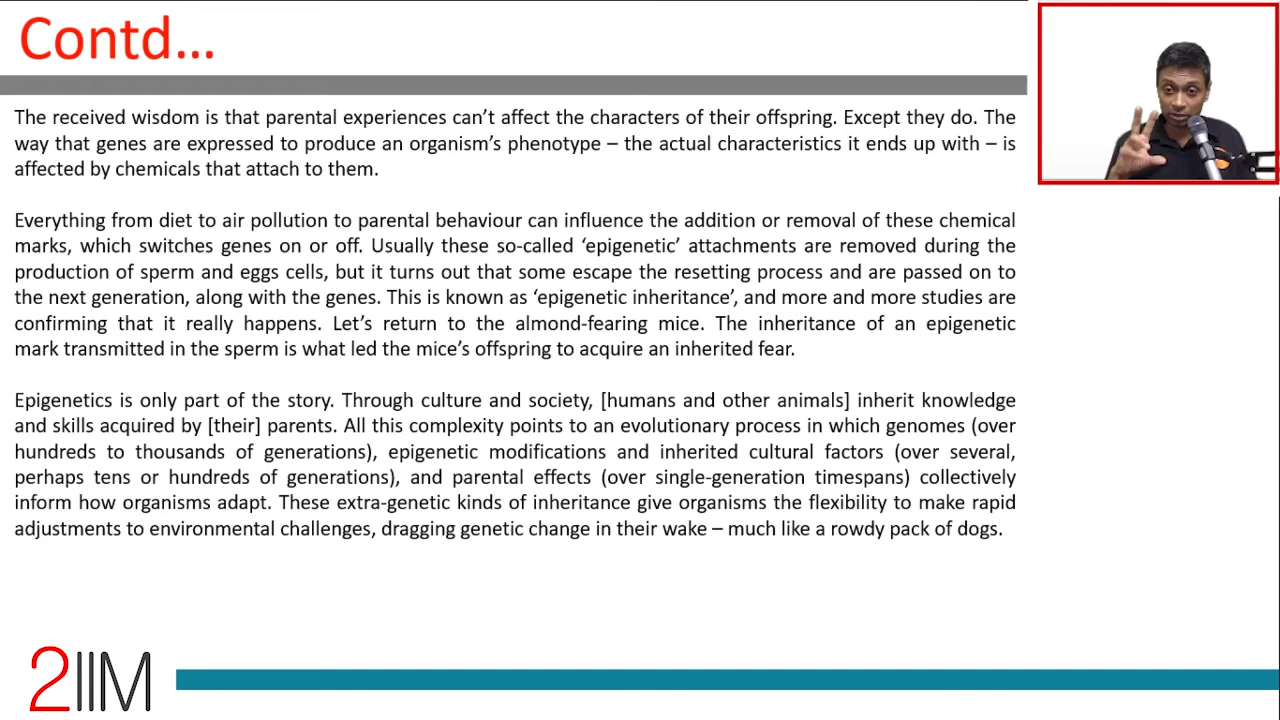 Contd...
The received wisdom is that parental experiences can’t affect the characters of their offspring. Except they do. The
way that genes are expressed to produce an organism’s phenotype – the actual characteristics it ends up with – is
affected by chemicals that attach to them.
Everything from diet to air pollution to parental behaviour can influence the addition or removal of these chemical
marks, which switches genes on or off. Usually these so-called ‘epigenetic’ attachments are removed during the
production of sperm and eggs cells, but it turns out that some escape the resetting process and are passed on to
the next generation, along with the genes. This is known as ‘epigenetic inheritance’, and more and more studies are
confirming that it really happens. Let’s return to the almond-fearing mice. The inheritance of an epigenetic
mark transmitted in the sperm is what led the mice’s offspring to acquire an inherited fear.
Epigenetics is only part of the story. Through culture and society, [humans and other animals] inherit knowledge
and skills acquired by [their] parents. All this complexity points to an evolutionary process in which genomes (over
hundreds to thousands of generations), epigenetic modifications and inherited cultural factors (over several,
perhaps tens or hundreds of generations), and parental effects (over single-generation timespans) collectively
inform how organisms adapt. These extra-genetic kinds of inheritance give organisms the flexibility to make rapid
adjustments to environmental challenges, dragging genetic change in their wake – much like a rowdy pack of dogs.
2IIM